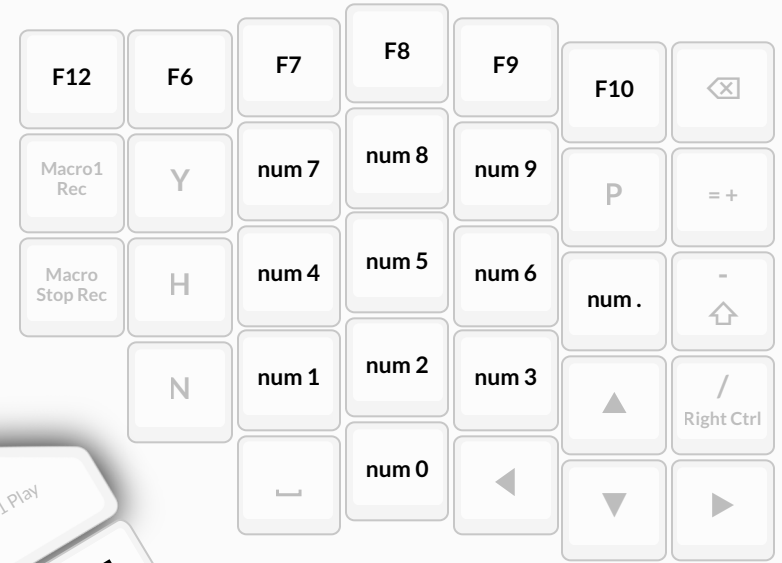 F12
F6
F7
F8
F9
F10
Macro1
Rec
Y
num 7
num 8
num 9
P
= +
Macro
Stop Rec
H
num 4
num 5
num 6
num .
-
N
num 1
num 2
num 3
/
Right Ctrl
num 0
1 Play